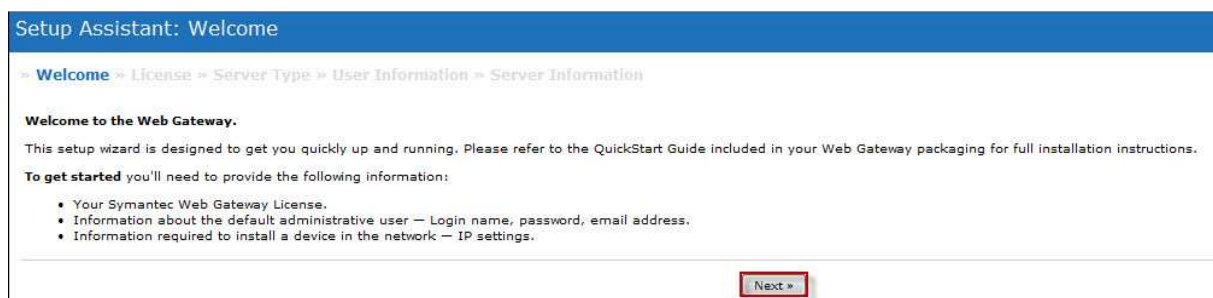 Setup Assistant: Welcome
» Welcome » License » Server Type » User Information » Server Information
Welcome to the Web Gateway.
This setup wizard is designed to get you quickly up and running. Please refer to the QuickStart Guide included in your Web Gateway packaging for full installation instructions.
To get started you'll need to provide the following information:
• Your Symantec Web Gateway License.
• Information about the default administrative user — Login name, password, email address.
• Information required to install a device in the network — IP settings.
Next »